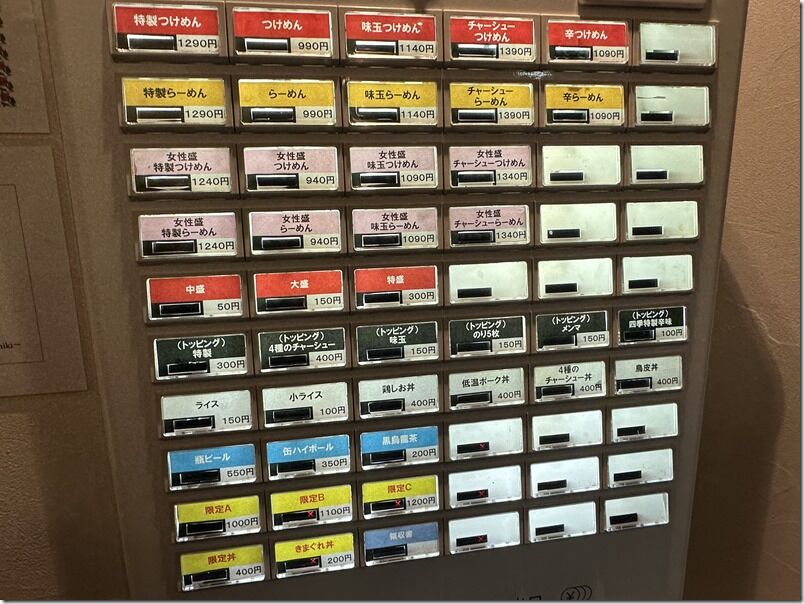 特製つけめん 1290円
つけめん 990円
味玉つけめん 1140円
チャーシュー
つけめん 1390円
辛つけめん 1090円
特製らーめん 1290円
らーめん 990円
味玉らーめん 1140円
チャーシュー
らーめん 1390円
辛らーめん 1090円
女性盛
特製つけめん 1240円
女性盛
つけめん 940円
女性盛
味玉つけめん 1090円
女性盛
チャーシューつけめん 1340円
女性盛
特製らーめん 1240円
女性盛
らーめん 940円
女性盛
味玉らーめん 1090円
女性盛
チャーシューらーめん 1340円
中盛 50円
大盛 150円
特盛 300円
(トッピング)
特製 300円
(トッピング)
4種のチャーシュー 400円
(トッピング)
味玉 150円
(トッピング)
のり5枚 150円
(トッピング)
メンマ 150円
(トッピング)
四季特製辛味 100円
ライス 150円
小ライス 100円
鶏しお丼 400円
低温ポーク丼 400円
4種の
チャーシュー丼 400円
鳥皮丼 400円
瓶ビール 550円
缶ハイボール 350円
黒烏龍茶 200円
限定A 1000円
限定B 1100円
限定C 1200円
限定丼 400円
きまぐれ丼 200円
領収書